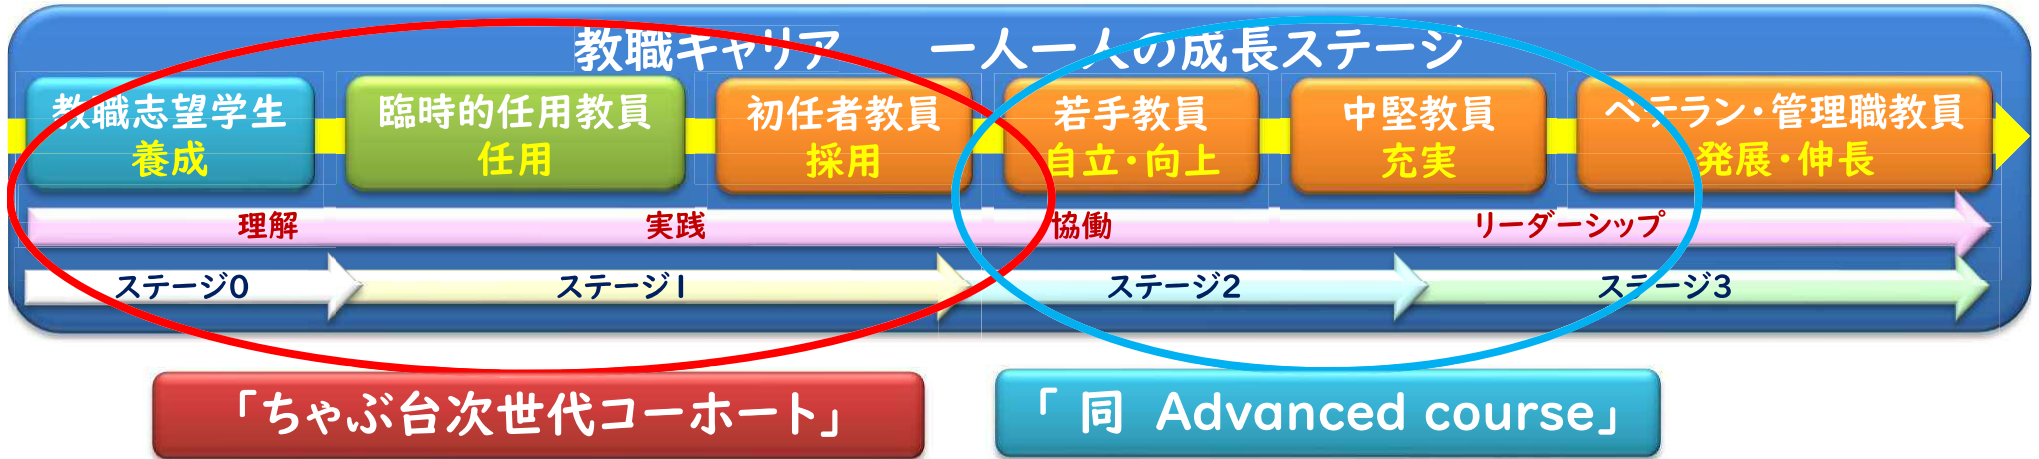 教職キャリア　　一人一人の成長ステージ
教職志望学生
養成
臨時的任用教員
任用
初任者教員
採用
若手教員
自立・向上
中堅教員
充実
ベテラン・管理職教員
発展・伸長
理解　実践　協働　リーダーシップ
ステージ0　ステージ1　ステージ2　ステージ3
「ちゃぶ台次世代コーホート」
「 同  Advanced course」